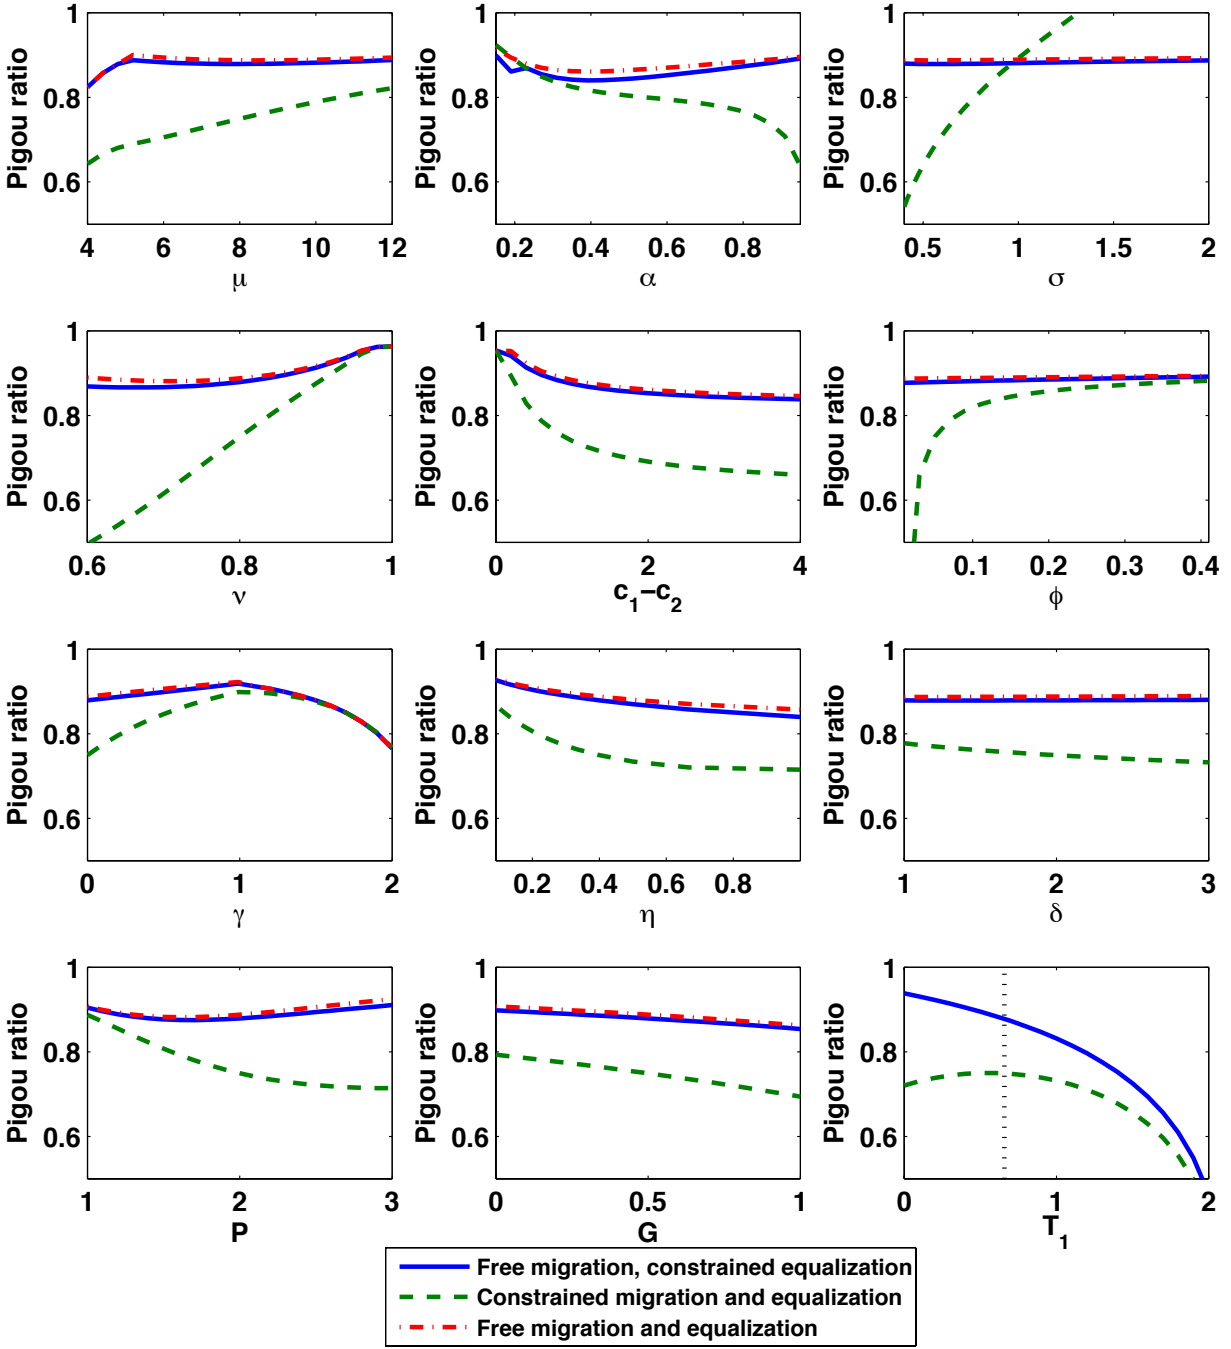 Pigou ratio
1
0.8
0.6
4 6 8 10 12
μ
Pigou ratio
1
0.8
0.6
0.2 0.4 0.6 0.8
α
Pigou ratio
1
0.8
0.6
0.5 1 1.5 2
σ
Pigou ratio
1
0.8
0.6
0.6 0.8 1
ν
Pigou ratio
1
0.8
0.6
0 2 4
c1−c2
Pigou ratio
1
0.8
0.6
0.1 0.2 0.3 0.4
ϕ
Pigou ratio
1
0.8
0.6
0 1 2
γ
Pigou ratio
1
0.8
0.6
0.2 0.4 0.6 0.8
η
Pigou ratio
1
0.8
0.6
1 2 3
δ
Pigou ratio
1
0.8
0.6
1 2 3
P
Pigou ratio
1
0.8
0.6
0 0.5 1
G
Pigou ratio
1
0.8
0.6
0 1 2
T1
Free migration, constrained equalization
Constrained migration and equalization
Free migration and equalization